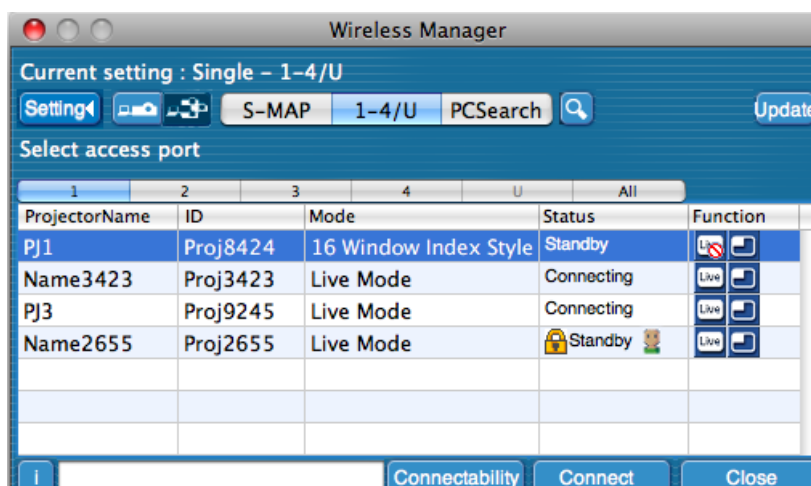 Wireless Manager
Current setting : Single – 1–4/U
Setting S–MAP 1–4/U PCSearch Update
Select access port
1 2 3 4 U All
ProjectorName ID Mode Status Function
PJ1 Proj8424 16 Window Index Style Standby
Name3423 Proj3423 Live Mode Connecting Live
PJ3 Proj9245 Live Mode Connecting Live
Name2655 Proj2655 Live Mode Standby Live
i Connectability Connect Close